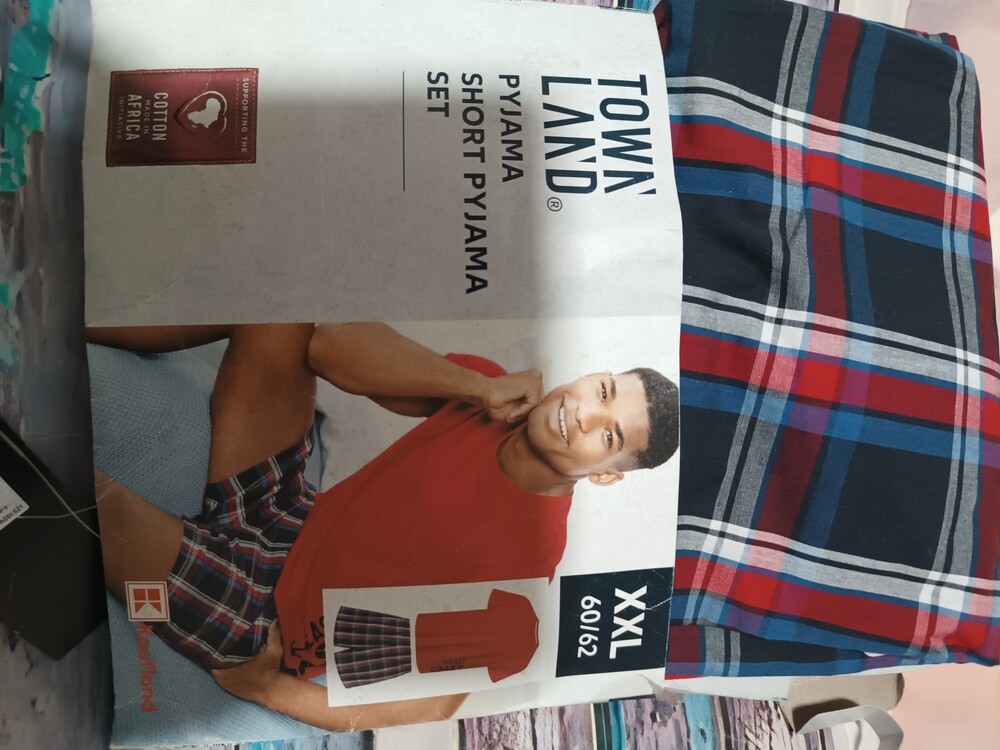 TOWN
LAND®
PYJAMA
SHORT PYJAMA
SET
SUPPORTING THE
COTTON
MADE IN
AFRICA
INITIATIVE
XXL
60/62
Kaufland